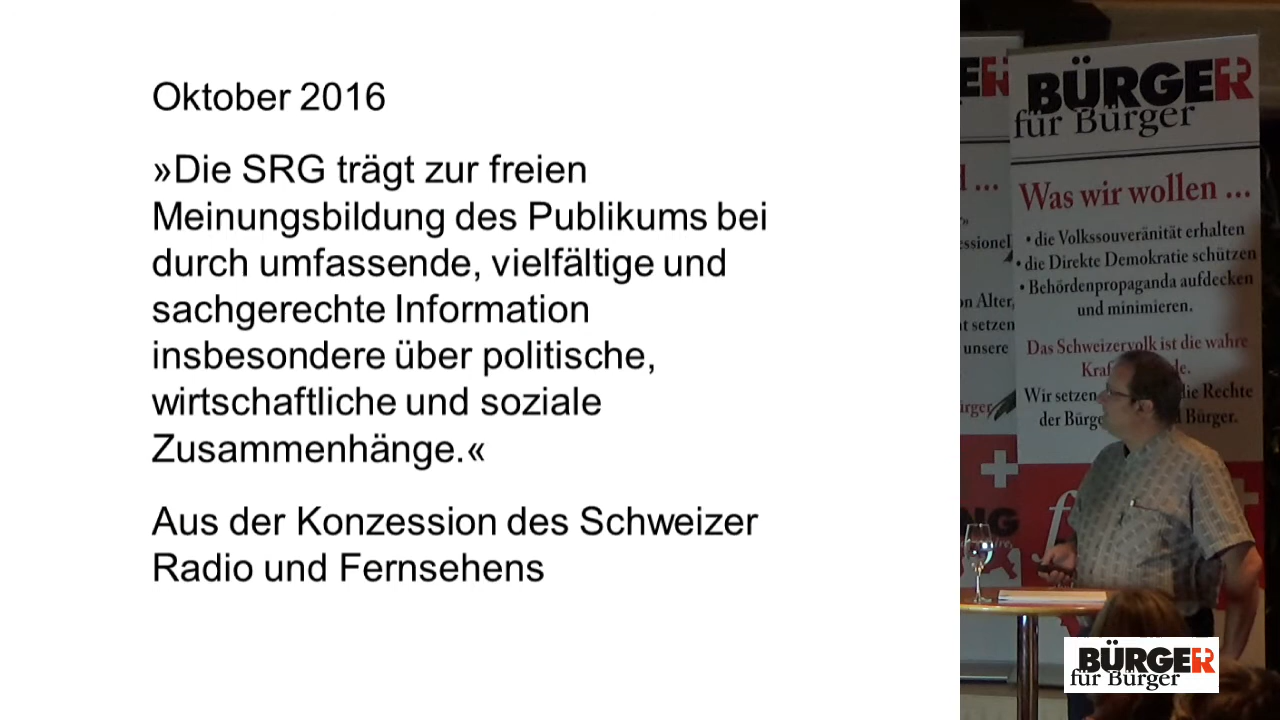 Oktober 2016
»Die SRG trägt zur freien
Meinungsbildung des Publikums bei
durch umfassende, vielfältige und
sachgerechte Information
insbesondere über politische,
wirtschaftliche und soziale
Zusammenhänge.«
Aus der Konzession des Schweizer
Radio und Fernsehens
BÜRGER
für Bürger
Was wir wollen ...
• die Volkssouveränität erhalten
• die Direkte Demokratie schützen
• Behördenpropaganda aufdecken
und minimieren.
Das Schweizervolk ist die wahre
Wir setzen die Rechte
der Bürger.
n Alter,
t setzen
unsere
BÜRGER
für Bürger